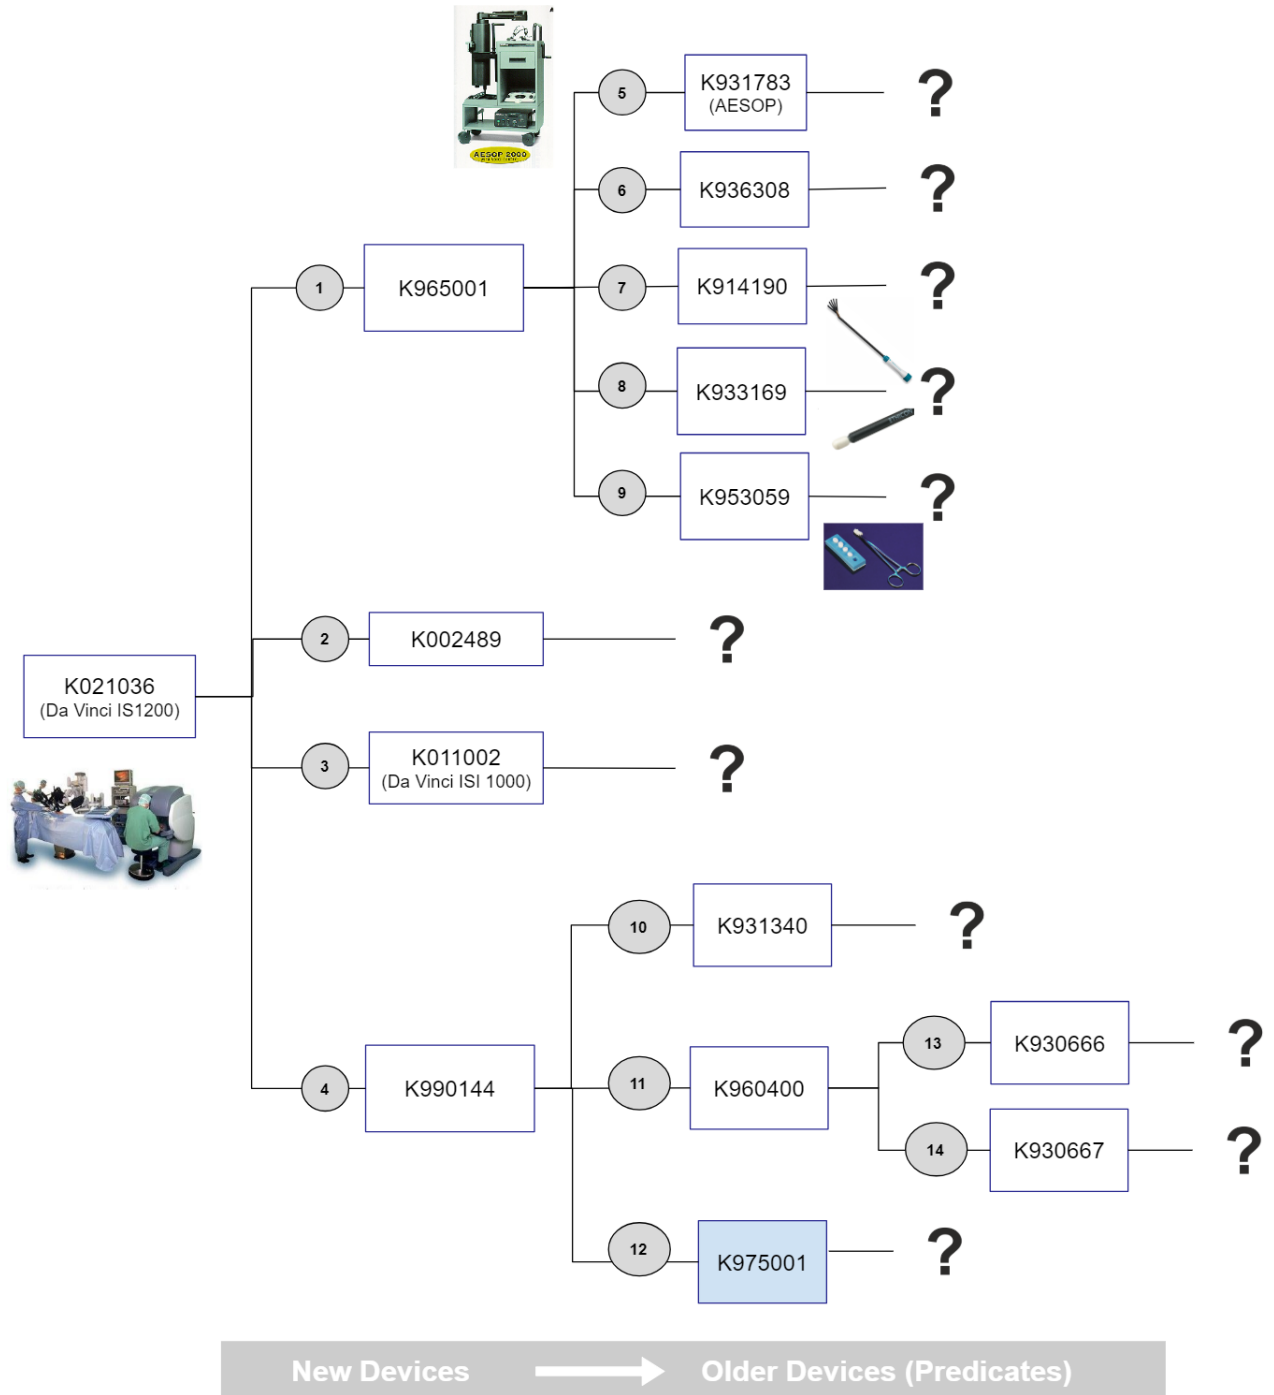 AESOP 2000
5
K931783
(AESOP)
?
6
K936308
?
1
K965001
7
K914190
?
8
K933169
?
9
K953059
?
2
K002489
?
K021036
(Da Vinci IS1200)
3
K011002
(Da Vinci ISI 1000)
?
10
K931340
?
4
K990144
11
K960400
13
K930666
?
14
K930667
?
12
K975001
?
New Devices
Older Devices (Predicates)